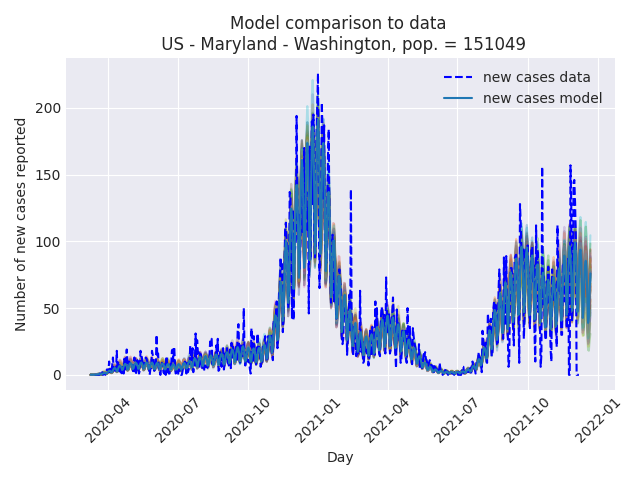 Model comparison to data
US - Maryland - Washington, pop. = 151049
new cases data
new cases model
Number of new cases reported
200
150
100
50
0
2020-04
2020-07
2020-10
2021-01
2021-04
2021-07
2021-10
2022-01
Day